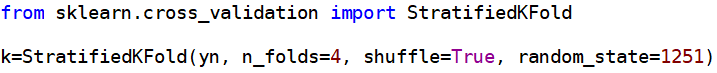 from sklearn.cross_validation import StratifiedKFold
k=StratifiedKFold(yn, n_folds=4, shuffle=True, random_state=1251)